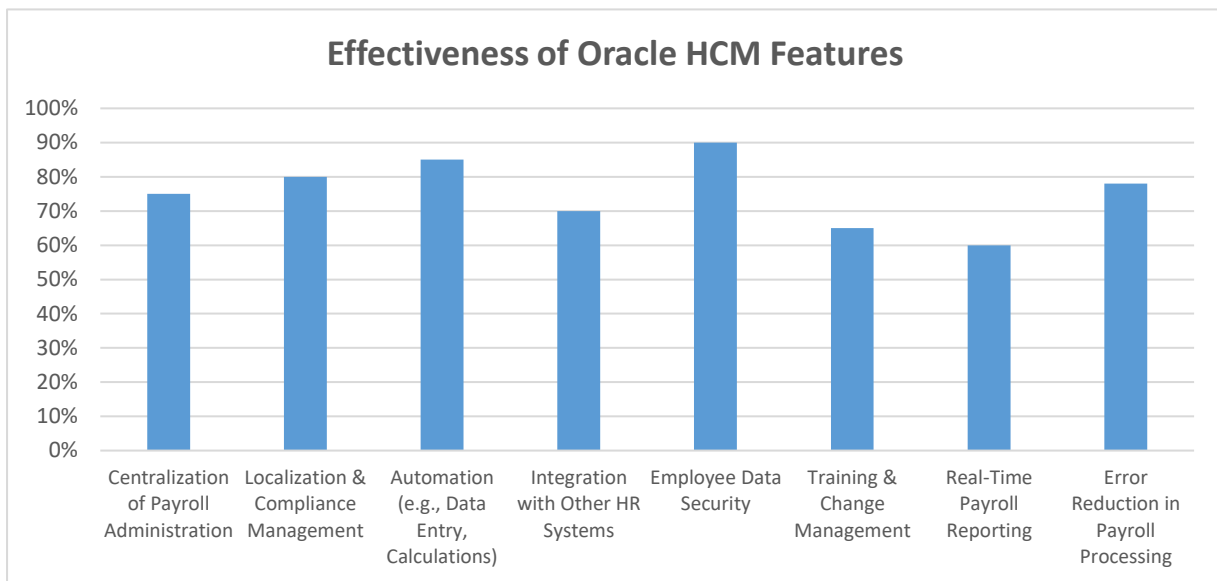 Effectiveness of Oracle HCM Features
100%
90%
80%
70%
60%
50%
40%
30%
20%
10%
0%
Centralization
of Payroll
Administration
Localization &
Compliance
Management
Automation
(e.g., Data
Entry,
Calculations)
Integration
with Other HR
Systems
Employee Data
Security
Training &
Change
Management
Real-Time
Payroll
Reporting
Error
Reduction in
Payroll
Processing